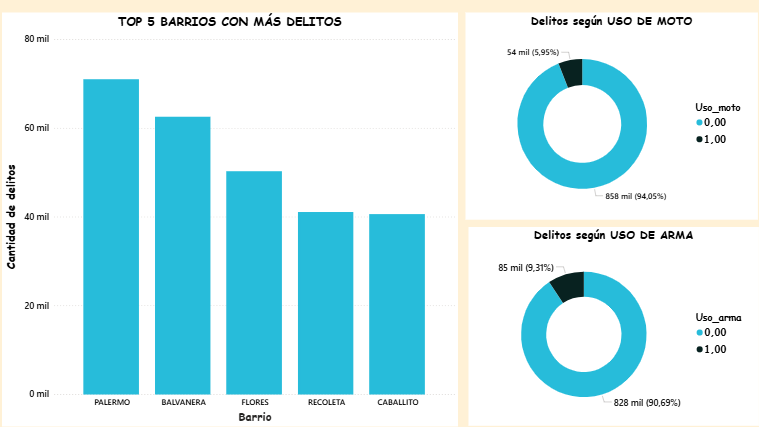 TOP 5 BARRIOS CON MÁS DELITOS
80 mil
60 mil
40 mil
20 mil
0 mil
Cantidad de delitos
PALERMO
BALVANERA
FLORES
RECOLETA
CABALLITO
Barrio
Delitos según USO DE MOTO
54 mil (5,95%)
858 mil (94,05%)
Uso_moto
0,00
1,00
Delitos según USO DE ARMA
85 mil (9,31%)
828 mil (90,69%)
Uso_arma
0,00
1,00